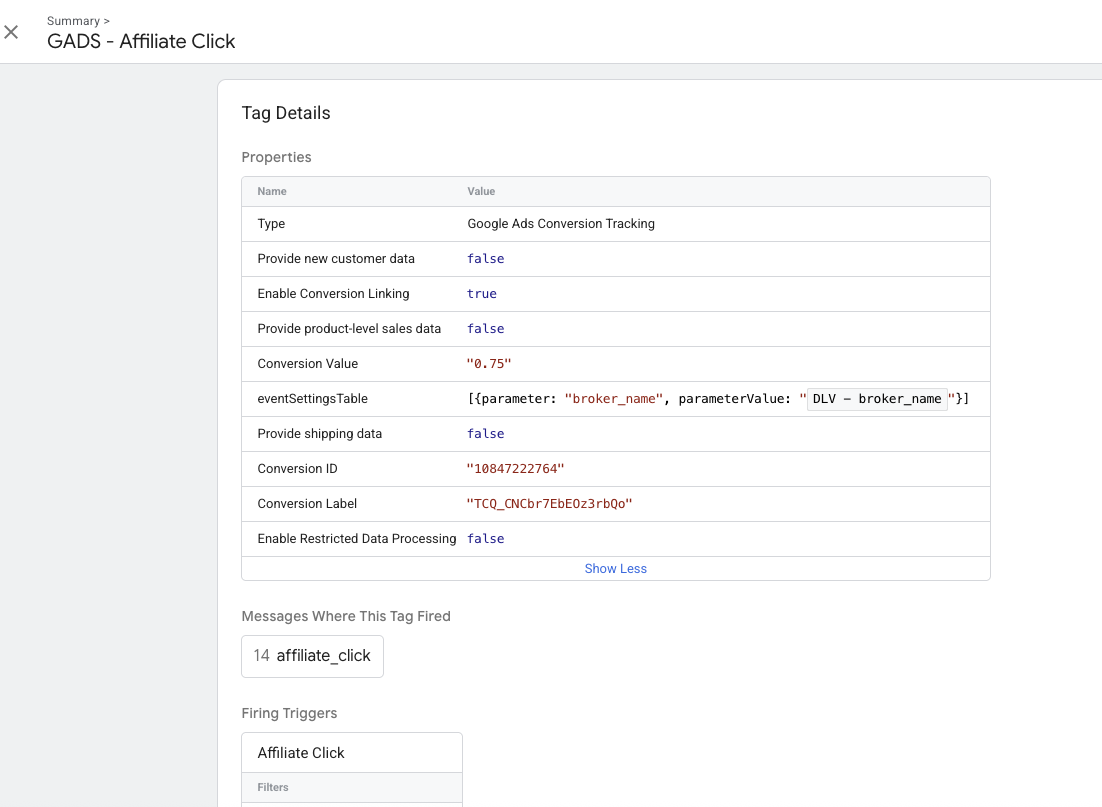 Summary >
GADS - Affiliate Click
Tag Details
Properties
Name Value
Type Google Ads Conversion Tracking
Provide new customer data false
Enable Conversion Linking true
Provide product-level sales data false
Conversion Value "0.75"
eventSettingsTable [{parameter: "broker_name", parameterValue: "DLV - broker_name"}]
Provide shipping data false
Conversion ID "10847222764"
Conversion Label "TCQ_CNCbr7EbEOz3rbQo"
Enable Restricted Data Processing false
Show Less
Messages Where This Tag Fired
14 affiliate_click
Firing Triggers
Affiliate Click
Filters